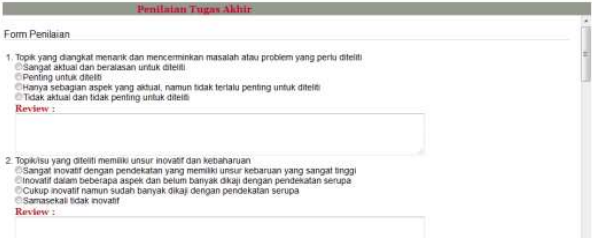 Penilaian Tugas Akhir
Form Penilaian
1. Topik yang diangkat menarik dan mencerminkan masalah atau problem yang perlu diteliti
Sangat aktual dan beralasan untuk diteliti
Penting untuk diteliti
Hanya sebagian aspek yang aktual, namun tidak terlalu penting untuk diteliti
Tidak aktual dan tidak penting untuk diteliti
Review :
2. Topik/isu yang diteliti memiliki unsur inovatif dan kebaharuan
Sangat inovatif dengan pendekatan yang memiliki unsur kebaruan yang sangat tinggi
Inovatif dalam beberapa aspek dan belum banyak dikaji dengan pendekatan serupa
Cukup inovatif namun sudah banyak dikaji dengan pendekatan serupa
Samasekali tidak inovatif
Review :